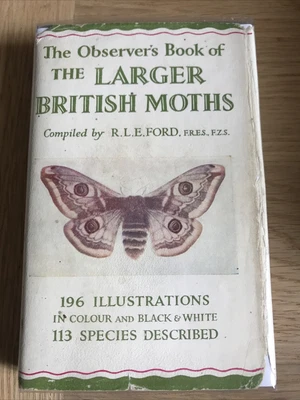 The Observer's Book of
THE LARGER
BRITISH MOTHS
Compiled by R.L.E. FORD, F.R.E.S., F.Z.S.
196 ILLUSTRATIONS
IN COLOUR AND BLACK & WHITE
113 SPECIES DESCRIBED